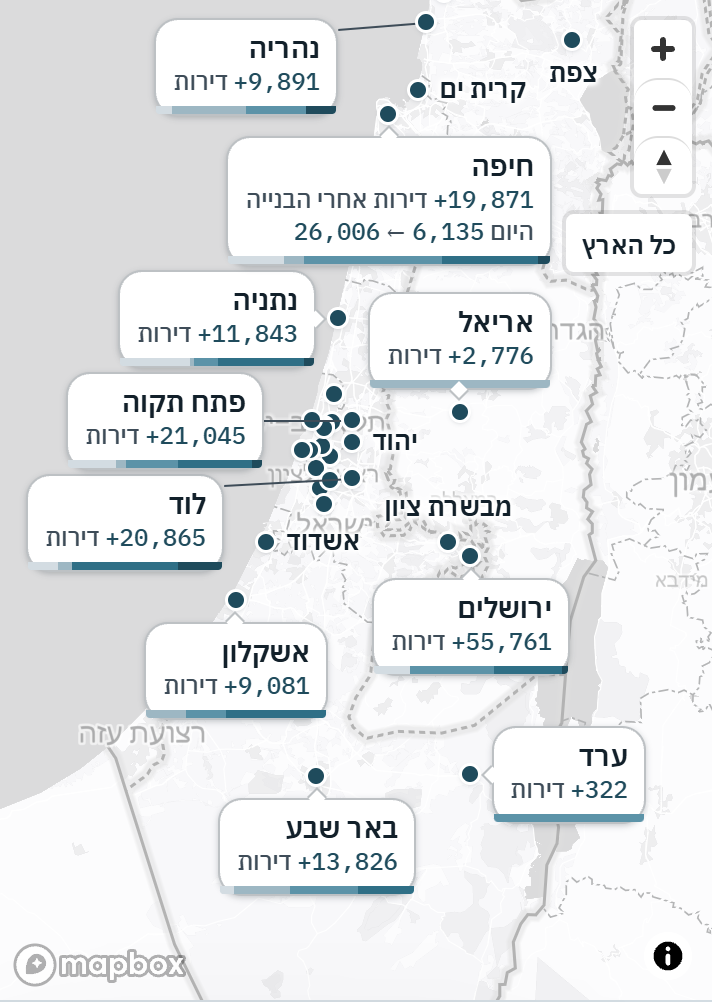 נהריה
+9,891 דירות
צפת
קרית ים
חיפה
+19,871 דירות אחרי הבנייה
היום 6,135 ← 26,006
כל הארץ
נתניה
+11,843 דירות
אריאל
+2,776 דירות
פתח תקוה
+21,045 דירות
יהוד
לוד
+20,865 דירות
מבשרת ציון
אשדוד
ישראל
מידבא
ירושלים
+55,761 דירות
אשקלון
+9,081 דירות
רצועת עזה
ערד
+322 דירות
באר שבע
+13,826 דירות
mapbox